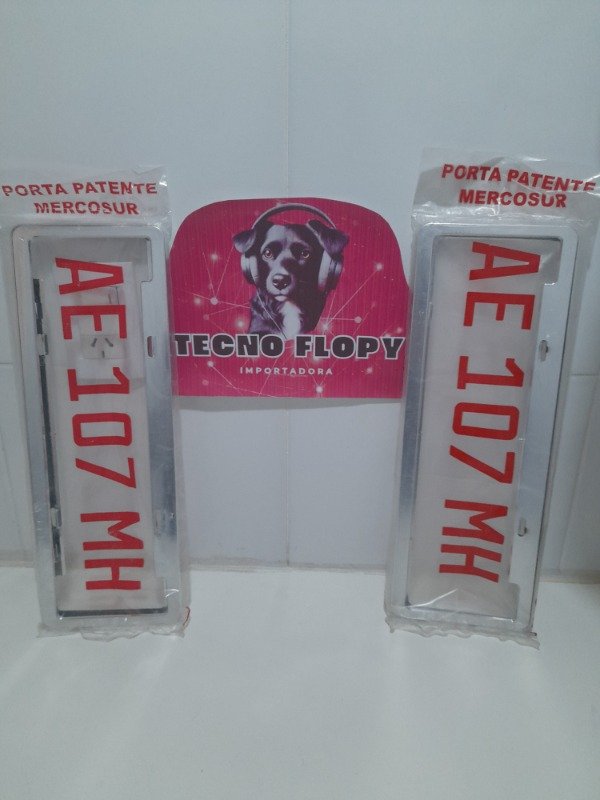 PORTA PATENTE
MERCOSUR
AE 107 MH
TECNO FLOPY
IMPORTADORA
PORTA PATENTE
MERCOSUR
AE 107 MH